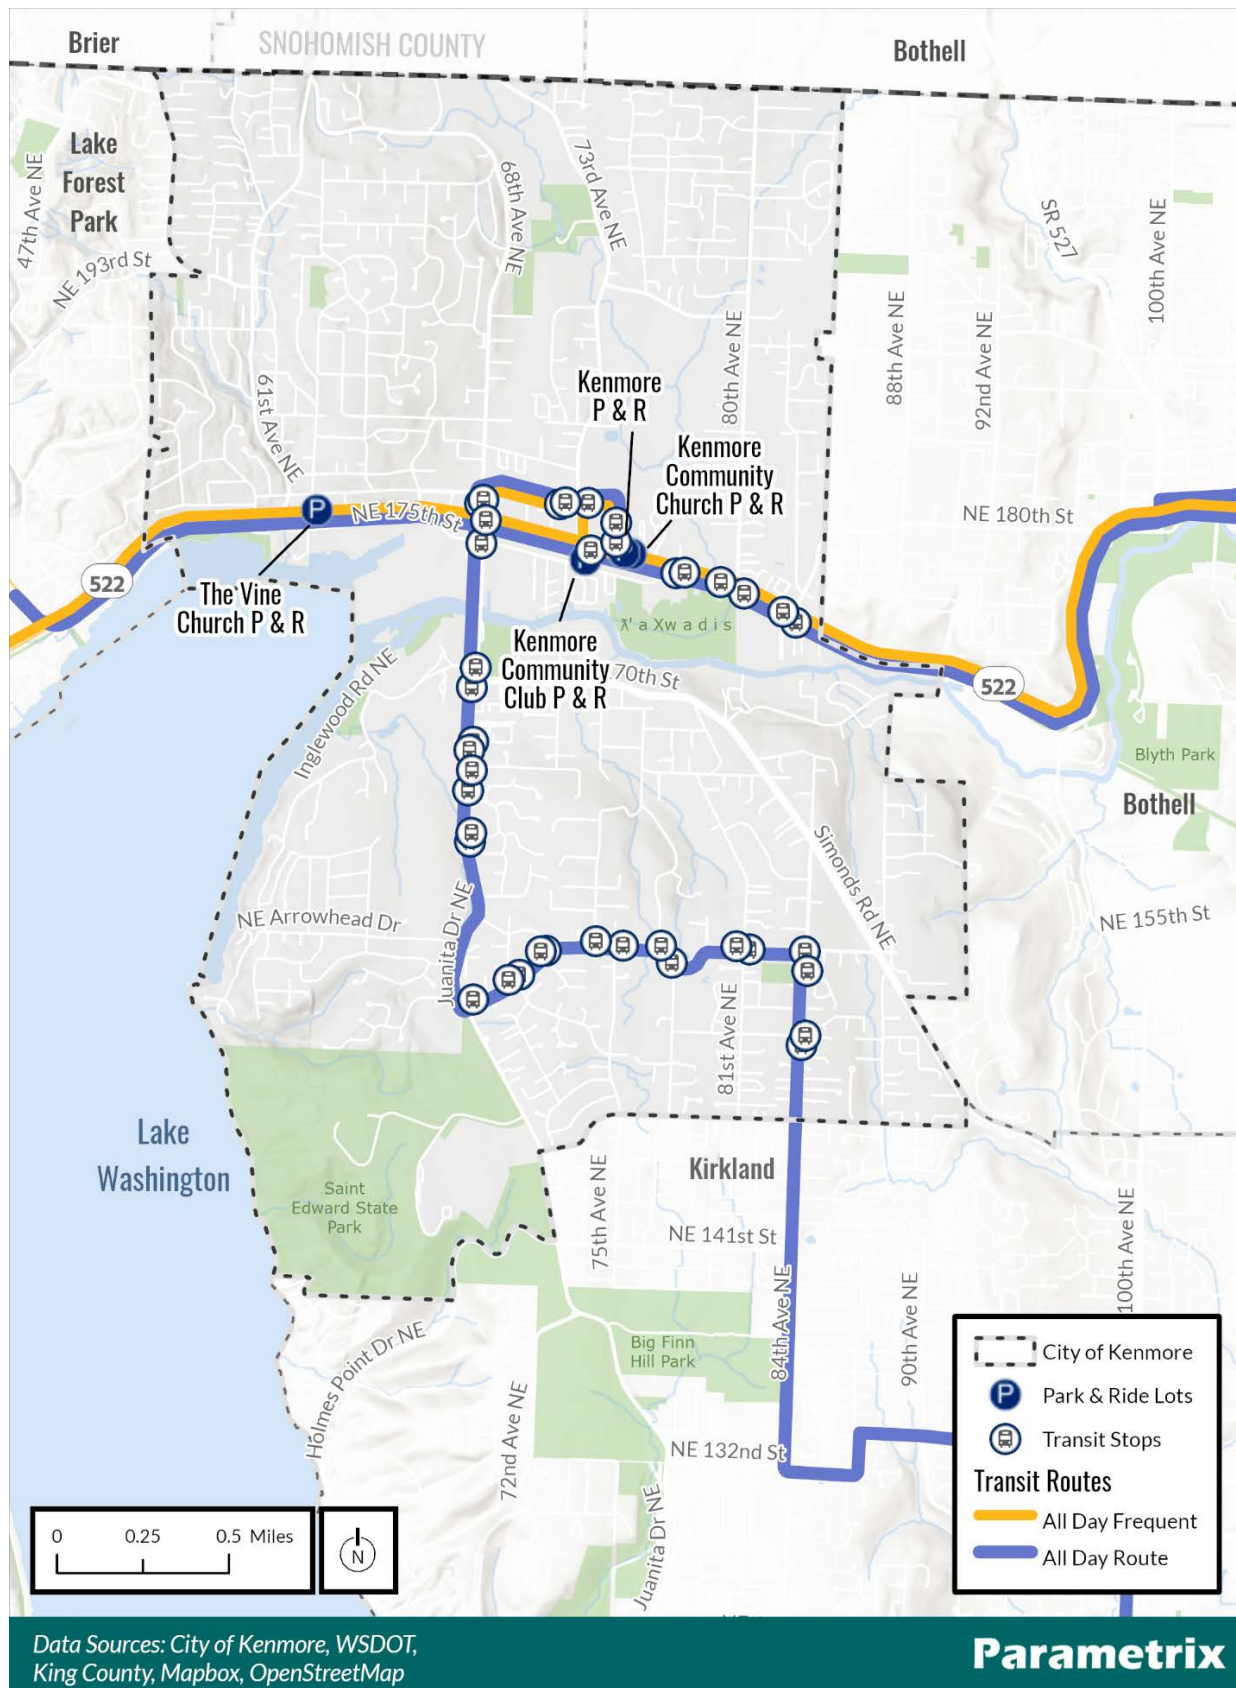 Brier
SNOHOMISH COUNTY
Bothell
Lake
Forest
Park
47th Ave NE
NE 193rd St
68th Ave NE
73rd Ave NE
SR 527
100th Ave NE
88th Ave NE
92nd Ave NE
80th Ave NE
61st Ave NE
Kenmore
P & R
Kenmore
Community
Church P & R
NE 175th St
NE 180th St
522
The Vine
Church P & R
ƛ' a X w a d i s
Kenmore
Community
Club P & R
70th St
522
Inglewood Rd NE
Blyth Park
Bothell
Simonds Rd NE
NE Arrowhead Dr
Juanita Dr NE
NE 155th St
81st Ave NE
Lake
Washington
Saint
Edward State
Park
Kirkland
75th Ave NE
NE 141st St
100th Ave NE
84th Ave NE
90th Ave NE
Holmes Point Dr NE
Big Finn
Hill Park
72nd Ave NE
NE 132nd St
Juanita Dr NE
City of Kenmore
P Park & Ride Lots
Transit Stops
Transit Routes
All Day Frequent
All Day Route
0 0.25 0.5 Miles
N
P
Data Sources: City of Kenmore, WSDOT,
King County, Mapbox, OpenStreetMap
Parametrix